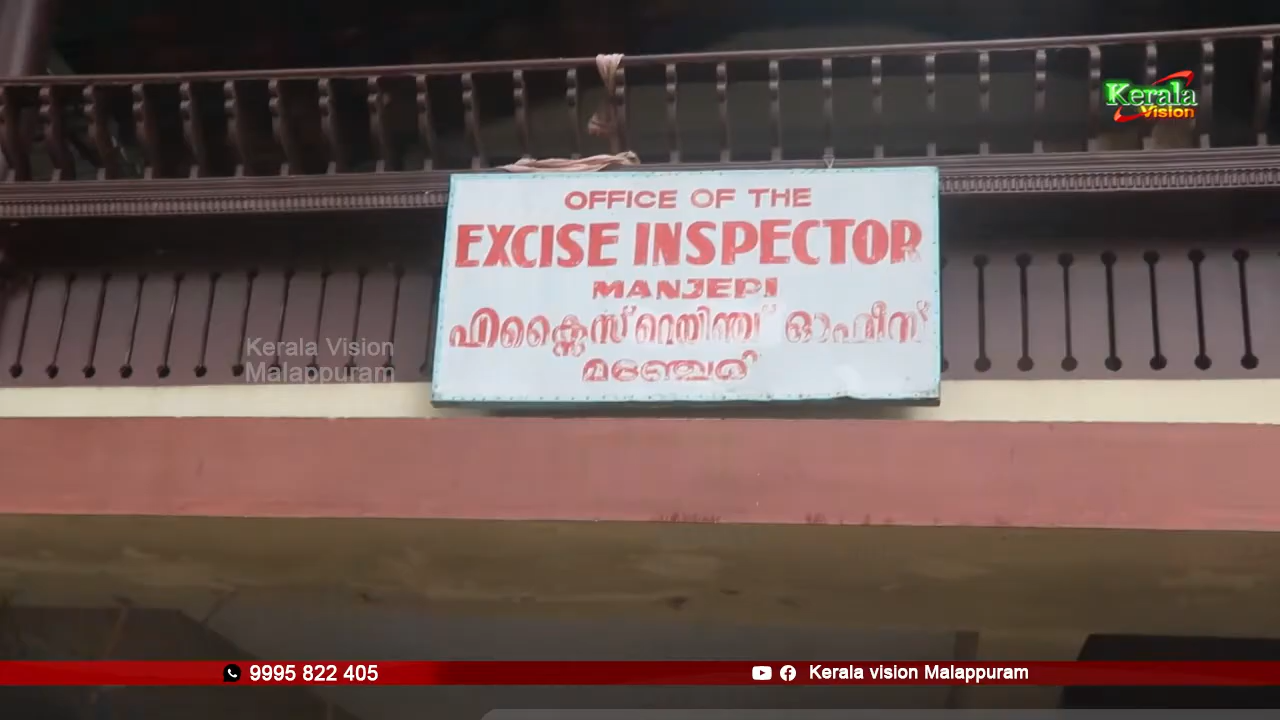 Kerala
Vision
OFFICE OF THE
EXCISE INSPECTOR
MANJERI
എക്സൈസ് റെയിഞ്ച് ഓഫീസ്
മഞ്ചേരി
Kerala Vision
Malappuram
9995 822 405
Kerala vision Malappuram